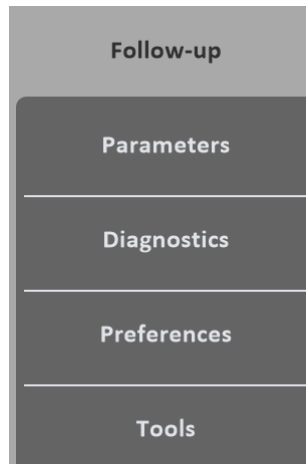 Follow-up
Parameters
Diagnostics
Preferences
Tools